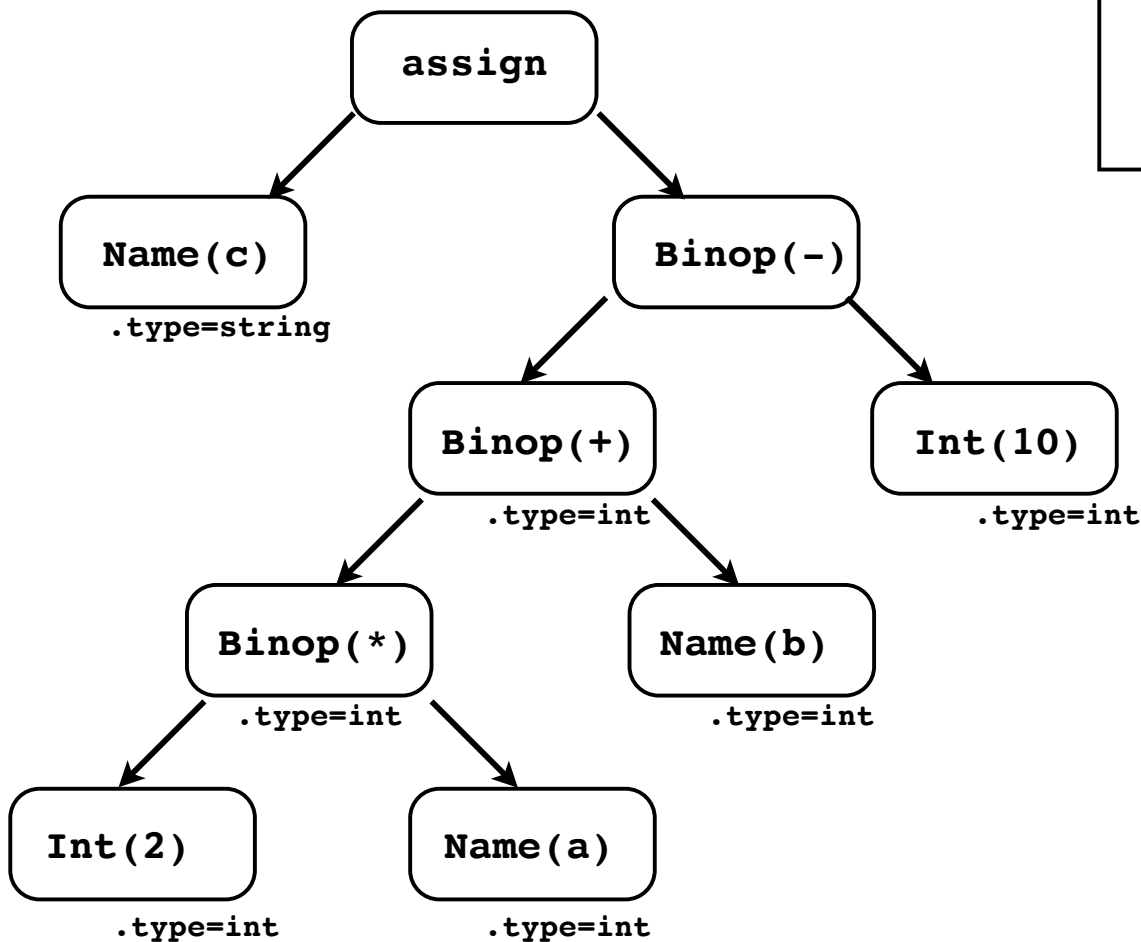 assign
Name(c)
Binop(-)
.type=string
Binop(+)
Int(10)
.type=int
.type=int
Binop(*)
Name(b)
.type=int
.type=int
Int(2)
Name(a)
.type=int
.type=int